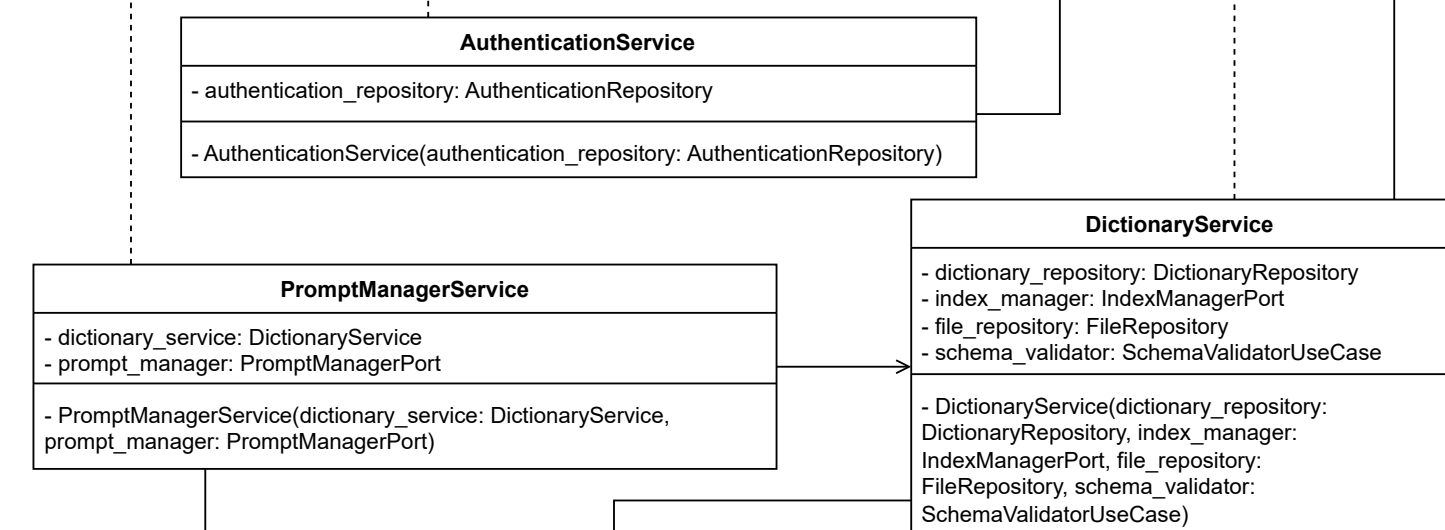 AuthenticationService
- authentication_repository: AuthenticationRepository
- AuthenticationService(authentication_repository: AuthenticationRepository)
PromptManagerService
- dictionary_service: DictionaryService
- prompt_manager: PromptManagerPort
- PromptManagerService(dictionary_service: DictionaryService,
prompt_manager: PromptManagerPort)
DictionaryService
- dictionary_repository: DictionaryRepository
- index_manager: IndexManagerPort
- file_repository: FileRepository
- schema_validator: SchemaValidatorUseCase
- DictionaryService(dictionary_repository:
DictionaryRepository, index_manager:
IndexManagerPort, file_repository:
FileRepository, schema_validator:
SchemaValidatorUseCase)